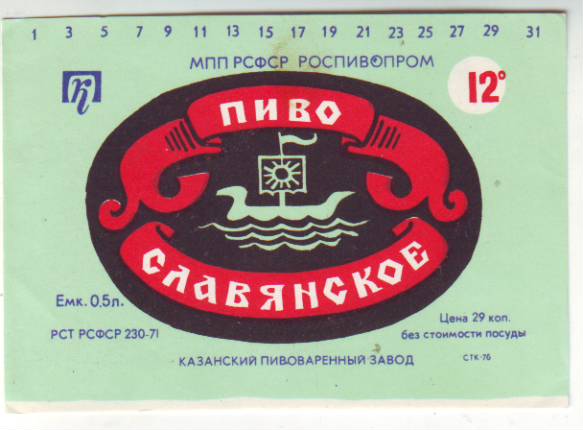 1 3 5 7 9 11 13 15 17 19 21 23 25 27 29 31
МПП РСФСР РОСПИВОПРОМ
12°
ПИВО
СЛАВЯНСКОЕ
Емк. 0,5л.
Цена 29 коп.
РСТ РСФСР 230-71
без стоимости посуды
КАЗАНСКИЙ ПИВОВАРЕННЫЙ ЗАВОД
СТК-76